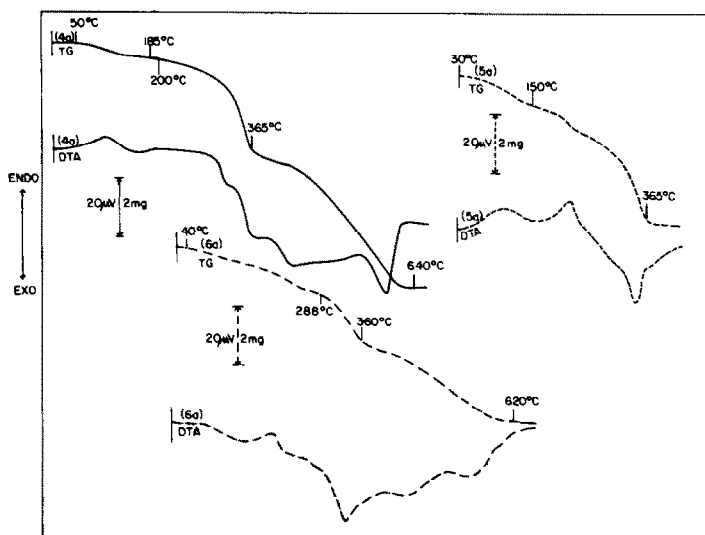 50°C
(4a)
TG
185°C
200°C
365°C
640°C
(4a)
DTA
20µV 2mg
ENDO
EXO
30°C
(5a)
TG
150°C
20µV 2mg
365°C
(5a)
DTA
40°C
(6a)
TG
288°C
360°C
20µV 2mg
620°C
(6a)
DTA